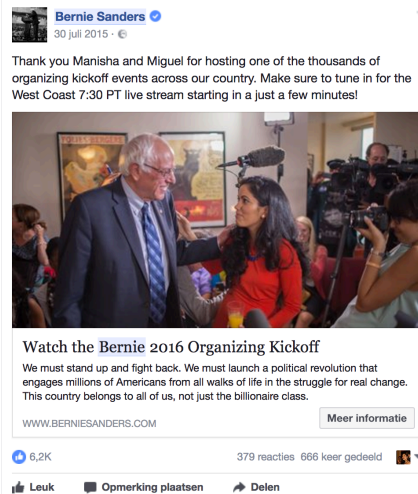 Bernie Sanders
30 juli 2015 ·
Thank you Manisha and Miguel for hosting one of the thousands of
organizing kickoff events across our country. Make sure to tune in for the
West Coast 7:30 PT live stream starting in a just a few minutes!
FOLIES-BERGÈRE
Watch the Bernie 2016 Organizing Kickoff
We must stand up and fight back. We must launch a political revolution that
engages millions of Americans from all walks of life in the struggle for real change.
This country belongs to all of us, not just the billionaire class.
WWW.BERNIESANDERS.COM
Meer informatie
6,2K
379 reacties 666 keer gedeeld
Leuk
Opmerking plaatsen
Delen